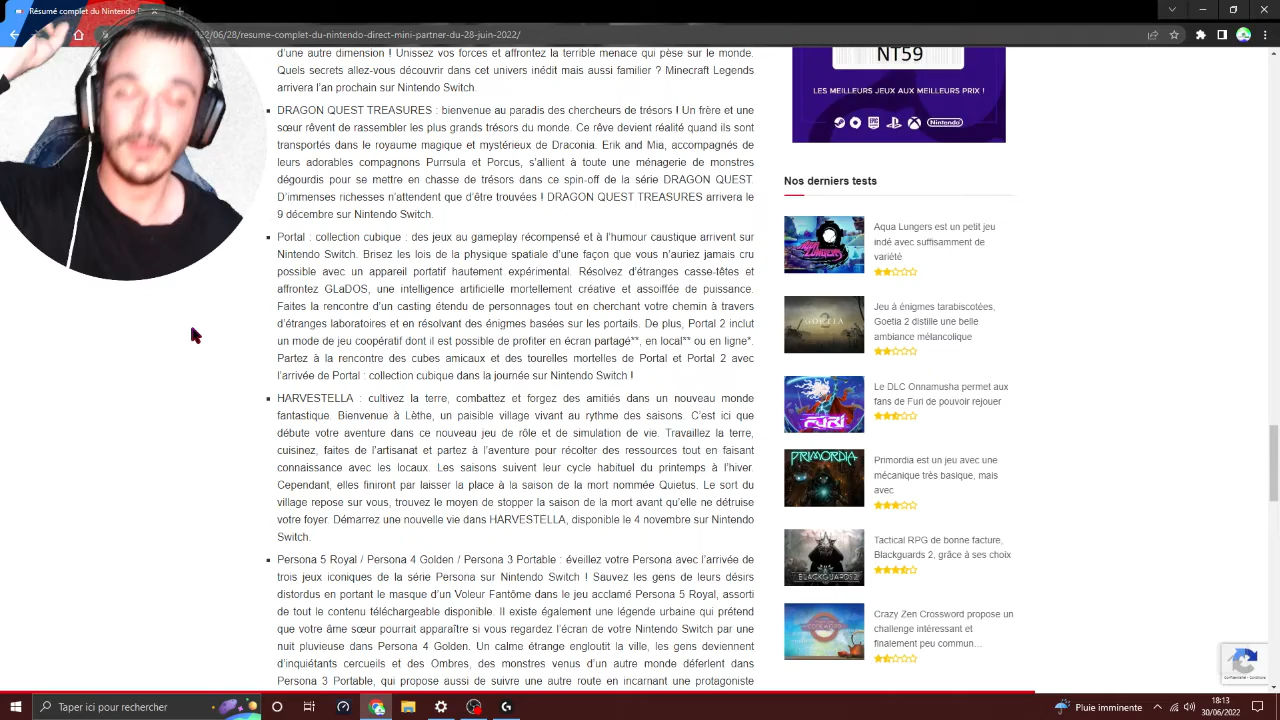 Résumé complet du Nintendo D
22/06/28/resume-complet-du-nintendo-direct-mini-partner-du-28-juin-2022/
d'une autre dimension ! Unissez vos forces et affrontez la terrible menace qui pèse sur le monde.
Quels secrets allez-vous découvrir dans cet univers inédit mais aussi familier ? Minecraft Legends
arrivera l'an prochain sur Nintendo Switch.
DRAGON QUEST TREASURES : bienvenue au paradis des chercheurs de trésors ! Un frère et une
sœur rêvent de rassembler les plus grands trésors du monde. Ce rêve devient réalité quand ils sont
transportés dans le royaume magique et mystérieux de Draconia. Erik and Mia, accompagnés de
leurs adorables compagnons Purrsula et Porcus, s'allient à toute une ménagerie de monstres
dégourdis pour se mettre en chasse de trésors dans ce spin-off de la série DRAGON QUEST.
D'immenses richesses n'attendent que d'être trouvées ! DRAGON QUEST TREASURES arrivera le
9 décembre sur Nintendo Switch.
Portal : collection cubique : des jeux au gameplay récompensé et à l'humour caustique arrivent sur
Nintendo Switch. Brisez les lois de la physique spatiale d'une façon que vous n'auriez jamais cru
possible avec un appareil portatif hautement expérimental. Résolvez d'étranges casse-têtes et
affrontez GLaDOS, une intelligence artificielle mortellement créative et assoiffée de puissance.
Faites la rencontre d'un casting étendu de personnages tout en cherchant votre chemin à travers
d'étranges laboratoires et en résolvant des énigmes basées sur les portails. De plus, Portal 2 inclut
un mode de jeu coopératif dont il est possible de profiter en écran partagé**, en local** ou en ligne*.
Partez à la rencontre des cubes amicaux et des tourelles mortelles de Portal et Portal 2 avec
l'arrivée de Portal : collection cubique dans la journée sur Nintendo Switch !
HARVESTELLA : cultivez la terre, combattez et forgez des amitiés dans un nouveau monde
fantastique. Bienvenue à Lèthe, un paisible village vivant au rythme des saisons. C'est ici que
débute votre aventure dans ce nouveau jeu de rôle et de simulation de vie. Travaillez la terre,
cuisinez, faites de l'artisanat et partez à l'aventure pour récolter des ressources tout en faisant
connaissance avec les locaux. Les saisons suivent leur cycle habituel du printemps à l'hiver.
Cependant, elles finiront par laisser la place à la saison de la mort nommée Quietus. Le sort du
village repose sur vous, trouvez le moyen de stopper la saison de la mort avant qu'elle ne détruise
votre foyer. Démarrez une nouvelle vie dans HARVESTELLA, disponible le 4 novembre sur Nintendo
Switch.
Persona 5 Royal / Persona 4 Golden / Persona 3 Portable : éveillez votre Persona avec l'arrivée de
trois jeux iconiques de la série Persona sur Nintendo Switch. Sauvez les gens de leurs désirs
distordus en portant le masque d'un Voleur Fantôme dans le jeu acclamé Persona 5 Royal, assorti
de tout le contenu téléchargeable disponible. Il existe également une légende urbaine qui prétend
que votre âme sœur pourrait apparaître si vous regardez l'écran de votre Nintendo Switch par une
nuit pluvieuse dans Persona 4 Golden. Un calme étrange engloutit la ville, les gens deviennent
d'inquiétants cercueils et des Ombres, des monstres venus d'un autre monde déferlent dans
Persona 3 Portable, qui propose aussi de suivre une autre route en incarnant une protagoniste
NT59
LES MEILLEURS JEUX AUX MEILLEURS PRIX !
Nintendo
Nos derniers tests
Aqua Lungers est un petit jeu
indé avec suffisamment de
variété
GOETIA 2
Jeu à énigmes tarabiscotées,
Goetia 2 distille une belle
ambiance mélancolique
FURI
Le DLC Onnamusha permet aux
fans de Furi de pouvoir rejouer
PRIMORDIA
Primordia est un jeu avec une
mécanique très basique, mais
avec
BLACKGUARDS2
Tactical RPG de bonne facture,
Blackguards 2, grâce à ses choix
Crazy Zen Crossword propose un
challenge intéressant et
finalement peu commun…
Confidentialité - Conditions
Taper ici pour rechercher
Pluie imminente
18:13
30/06/2022